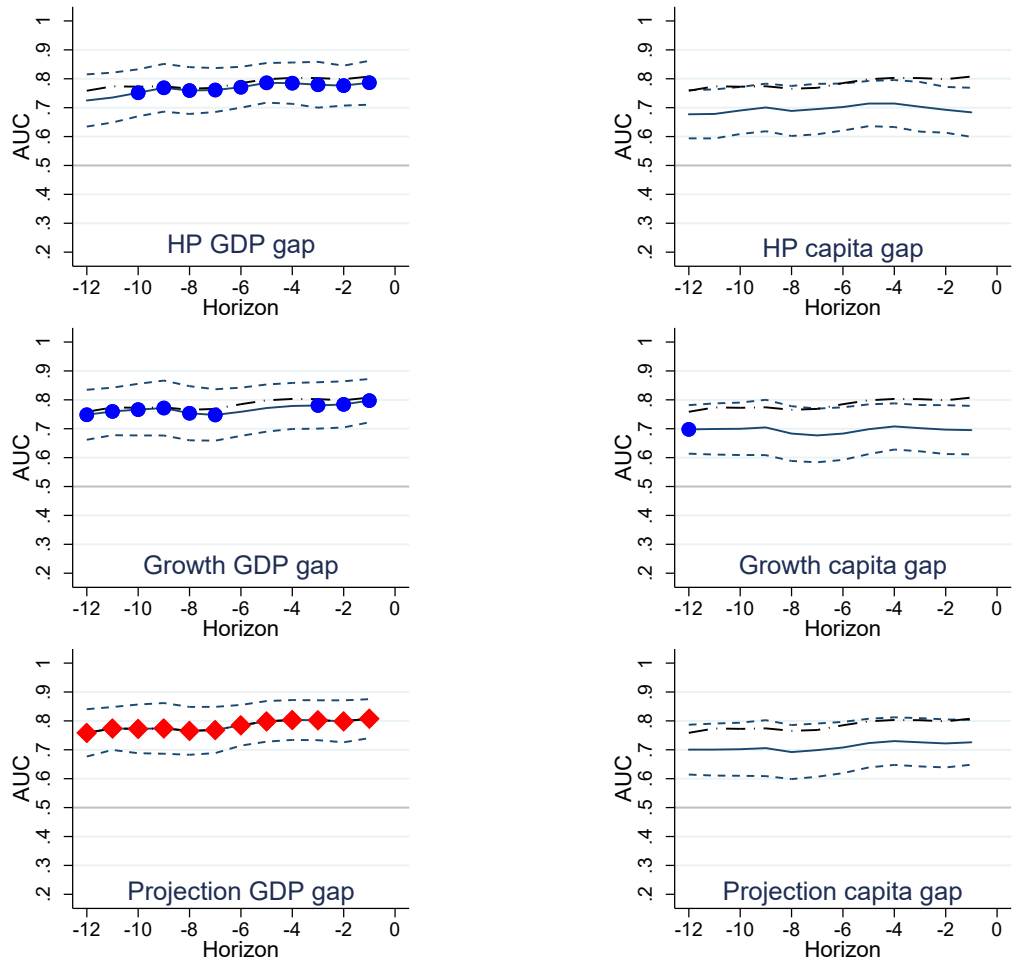 1
.9
.8
.7
.6
.5
.4
.3
.2
AUC
HP GDP gap
-12 -10 -8 -6 -4 -2 0
Horizon
1
.9
.8
.7
.6
.5
.4
.3
.2
AUC
HP capita gap
-12 -10 -8 -6 -4 -2 0
Horizon
1
.9
.8
.7
.6
.5
.4
.3
.2
AUC
Growth GDP gap
-12 -10 -8 -6 -4 -2 0
Horizon
1
.9
.8
.7
.6
.5
.4
.3
.2
AUC
Growth capita gap
-12 -10 -8 -6 -4 -2 0
Horizon
1
.9
.8
.7
.6
.5
.4
.3
.2
AUC
Projection GDP gap
-12 -10 -8 -6 -4 -2 0
Horizon
1
.9
.8
.7
.6
.5
.4
.3
.2
AUC
Projection capita gap
-12 -10 -8 -6 -4 -2 0
Horizon